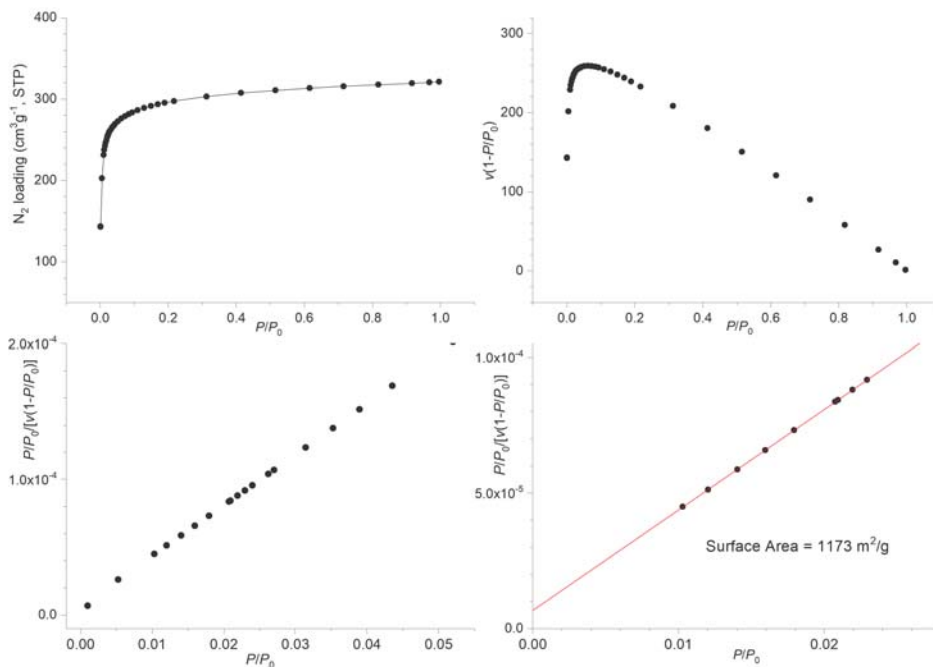 400
300
200
100
N₂ loading (cm³g⁻¹, STP)
0.0 0.2 0.4 0.6 0.8 1.0
P/P₀
300
200
100
0
v(1-P/P₀)
0.0 0.2 0.4 0.6 0.8 1.0
P/P₀
2.0x10⁻⁴
1.0x10⁻⁴
0.0
P/P₀/[v(1-P/P₀)]
0.00 0.01 0.02 0.03 0.04 0.05
P/P₀
1.0x10⁻⁴
5.0x10⁻⁵
0.0
P/P₀/[v(1-P/P₀)]
Surface Area = 1173 m²/g
0.00 0.01 0.02
P/P₀